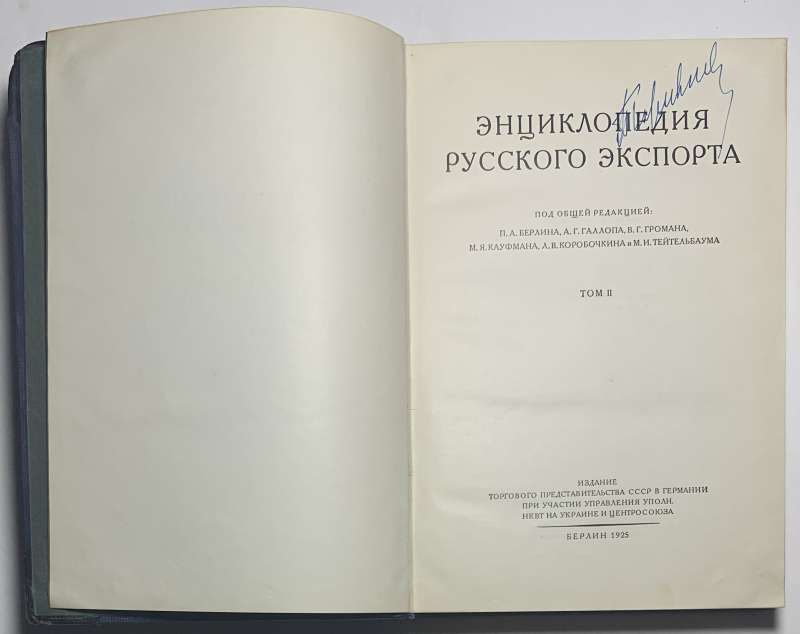 ЭНЦИКЛОПЕДИЯ
РУССКОГО ЭКСПОРТА
ПОД ОБЩЕЙ РЕДАКЦИЕЙ:
П. А. БЕРЛИНА, А. Г. ГАЛЛОПА, В. Г. ГРОМАНА,
М. Я. КАУФМАНА, Л. В. КОРОБОЧКИНА и М. И. ТЕЙТЕЛЬБАУМА
ТОМ II
ИЗДАНИЕ
ТОРГОВОГО ПРЕДСТАВИТЕЛЬСТВА СССР В ГЕРМАНИИ
ПРИ УЧАСТИИ УПРАВЛЕНИЯ УПОЛН.
НКВТ НА УКРАИНЕ И ЦЕНТРОСОЮЗА
БЕРЛИН 1925